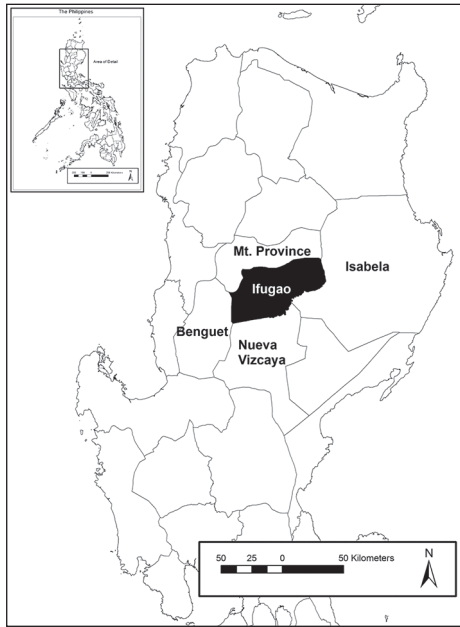 The Philippines
Area of Detail
N
Mt. Province
Isabela
Ifugao
Benguet
Nueva
Vizcaya
50 25 0 50 Kilometers
N